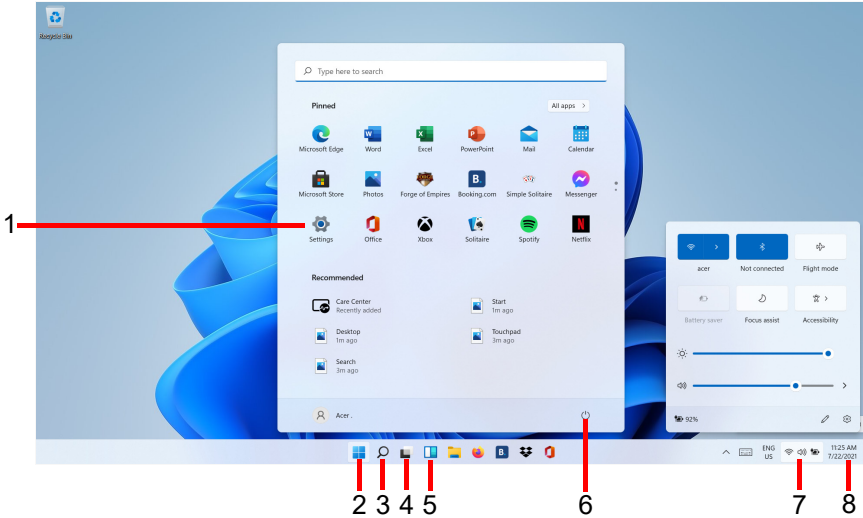 Recycle Bin
Type here to search
Pinned
All apps >
Microsoft Edge Word Excel PowerPoint Mail Calendar
Microsoft Store Photos Forge of Empires Booking.com Simple Solitaire Messenger
1
Settings Office Xbox Solitaire Spotify Netflix
acer Not connected Flight mode
Battery saver Focus assist Accessibility
Recommended
Care Center
Recently added
Start
1m ago
Desktop
1m ago
Touchpad
3m ago
Search
3m ago
Acer .
92%
ENG
US
11:25 AM
7/22/2021
2 3 4 5 6 7 8